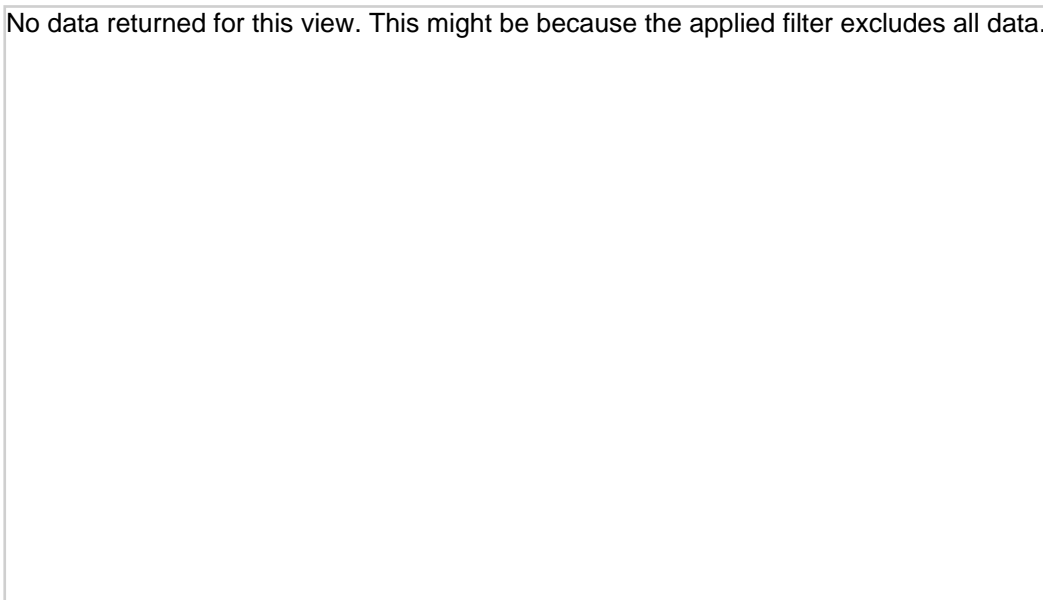 No data returned for this view. This might be because the applied filter excludes all data.